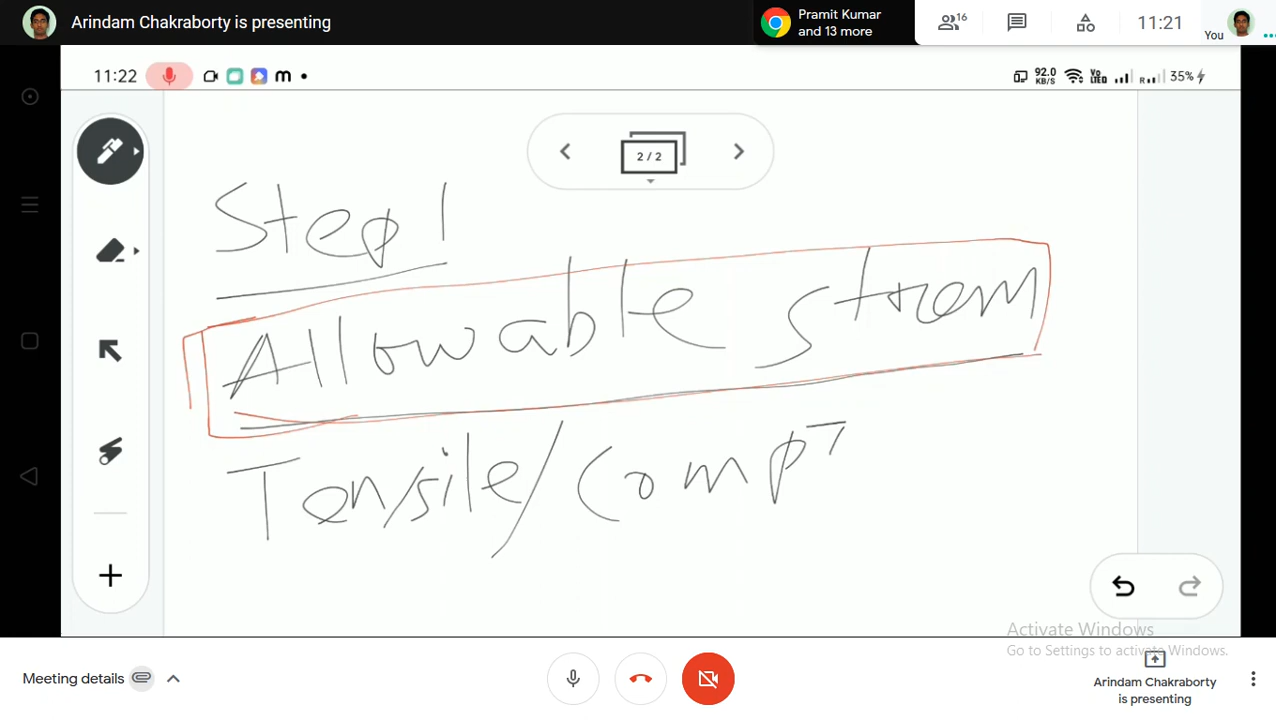 Arindam Chakraborty is presenting
Pramit Kumar
and 13 more
16
11:21
You
11:22
m
92.0
KB/S
Vo
LTE
R
35%
2 / 2
Step 1
Allowable stress
Tensile/Comp
Activate Windows
Go to Settings to activate Windows.
Meeting details
Arindam Chakraborty
is presenting